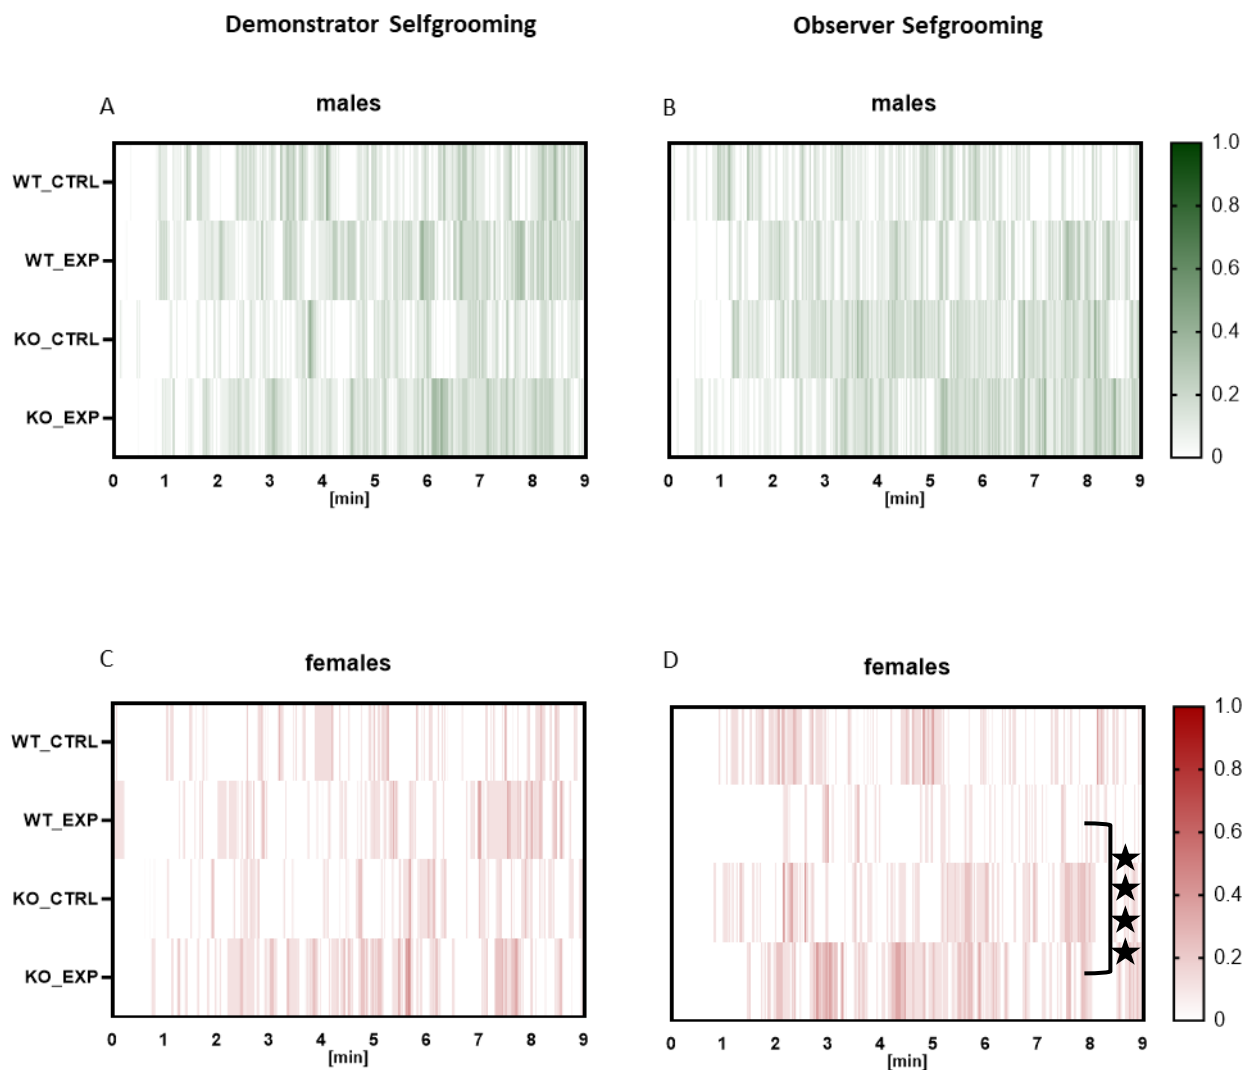 Demonstrator Selfgrooming
Observer Sefgrooming
A
males
B
males
WT_CTRL
WT_EXP
KO_CTRL
KO_EXP
0 1 2 3 4 5 6 7 8 9
[min]
0 1 2 3 4 5 6 7 8 9
[min]
1.0
0.8
0.6
0.4
0.2
0
C
females
D
females
WT_CTRL
WT_EXP
KO_CTRL
KO_EXP
0 1 2 3 4 5 6 7 8 9
[min]
0 1 2 3 4 5 6 7 8 9
[min]
1.0
0.8
0.6
0.4
0.2
0